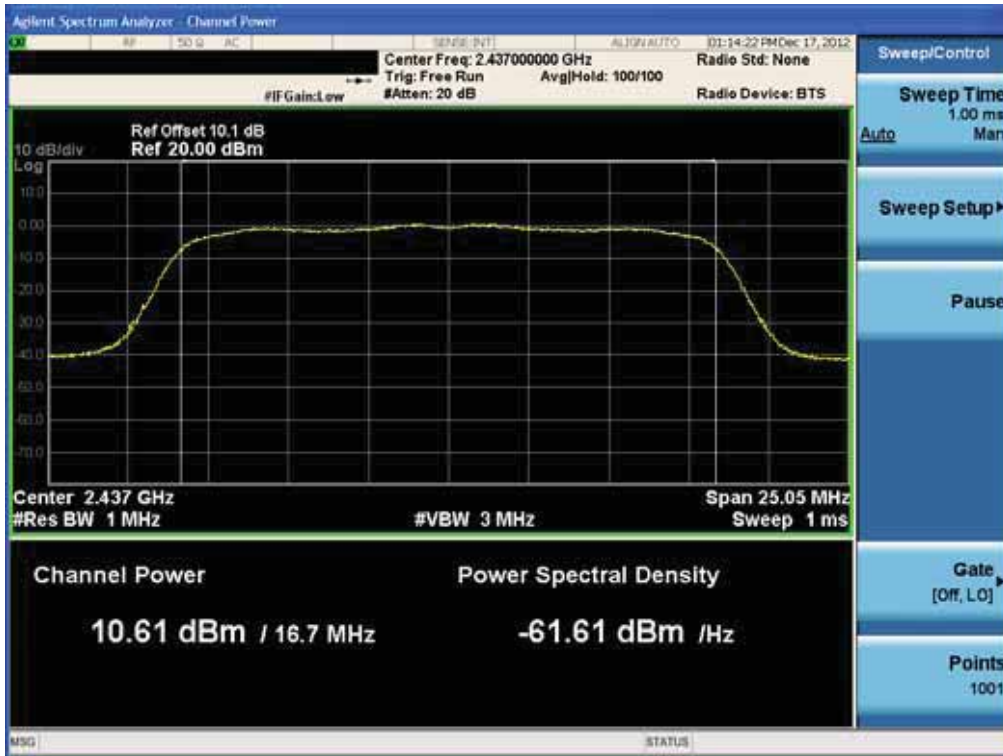 Agilent Spectrum Analyzer - Channel Power
RF 50 Ω AC SENSE:INT ALIGN AUTO 01:14:22 PM Dec 17, 2012
Center Freq: 2.437000000 GHz Radio Std: None
Trig: Free Run Avg|Hold: 100/100
#IFGain:Low #Atten: 20 dB Radio Device: BTS
Ref Offset 10.1 dB
10 dB/div Ref 20.00 dBm
Log
10.0
0.00
-10.0
-20.0
-30.0
-40.0
-50.0
-60.0
-70.0
Center 2.437 GHz Span 25.05 MHz
#Res BW 1 MHz #VBW 3 MHz Sweep 1 ms
Channel Power Power Spectral Density
10.61 dBm / 16.7 MHz -61.61 dBm /Hz
MSG STATUS
Sweep/Control
Sweep Time
1.00 ms
Auto Man
Sweep Setup
Pause
Gate
[Off, LO]
Points
1001